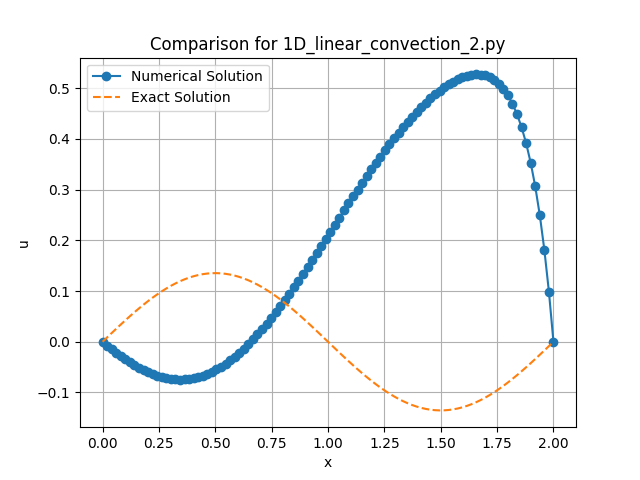 Comparison for 1D_linear_convection_2.py
Numerical Solution
Exact Solution
u
0.5
0.4
0.3
0.2
0.1
0.0
−0.1
0.00 0.25 0.50 0.75 1.00 1.25 1.50 1.75 2.00
x